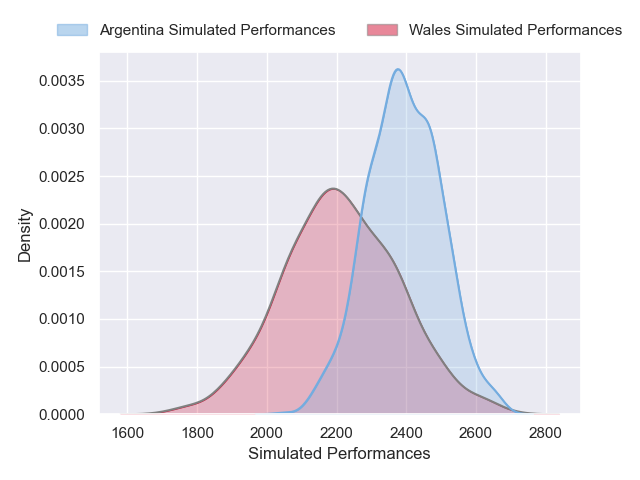 Argentina Simulated Performances Wales Simulated Performances
0.0035
0.0030
0.0025
0.0020
0.0015
0.0010
0.0005
0.0000
Density
1600 1800 2000 2200 2400 2600 2800
Simulated Performances